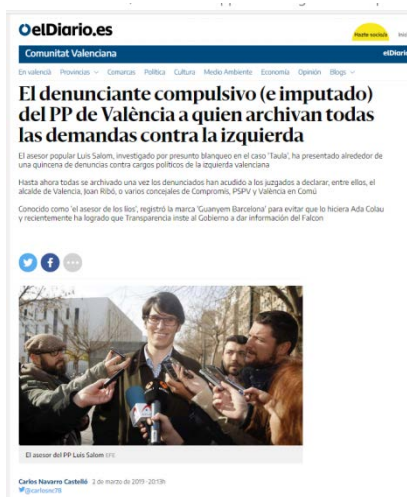 elDiario.es
Hazte socio/a
Inici
Comunitat Valenciana
elDiario
En valencià Provincias Comarcas Política Cultura Medio Ambiente Economía Opinión Blogs
El denunciante compulsivo (e imputado)
del PP de València a quien archivan todas
las demandas contra la izquierda
El asesor popular Luis Salom, investigado por presunto blanqueo en el caso 'Taula', ha presentado alrededor de
una quincena de denuncias contra cargos políticos de la izquierda valenciana
Hasta ahora todas se archivado una vez los denunciados han acudido a los juzgados a declarar, entre ellos, el
alcalde de Valencia, Joan Ribó, o varios concejales de Compromís, PSPV y València en Comú
Conocido como 'el asesor de los líos', registró la marca 'Guanyem Barcelona' para evitar que lo hiciera Ada Colau
y recientemente ha logrado que Transparencia inste al Gobierno a dar información del Falcon
El asesor del PP Luis Salom EFE
Carlos Navarro Castelló 2 de marzo de 2019 - 20:13h
@carlosnc78